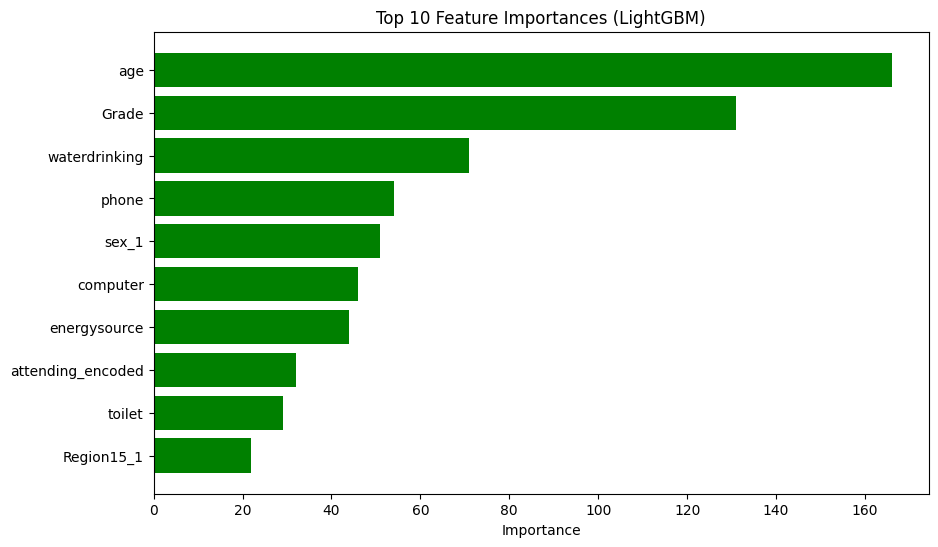 Top 10 Feature Importances (LightGBM)
age
Grade
waterdrinking
phone
sex_1
computer
energysource
attending_encoded
toilet
Region15_1
0 20 40 60 80 100 120 140 160
Importance